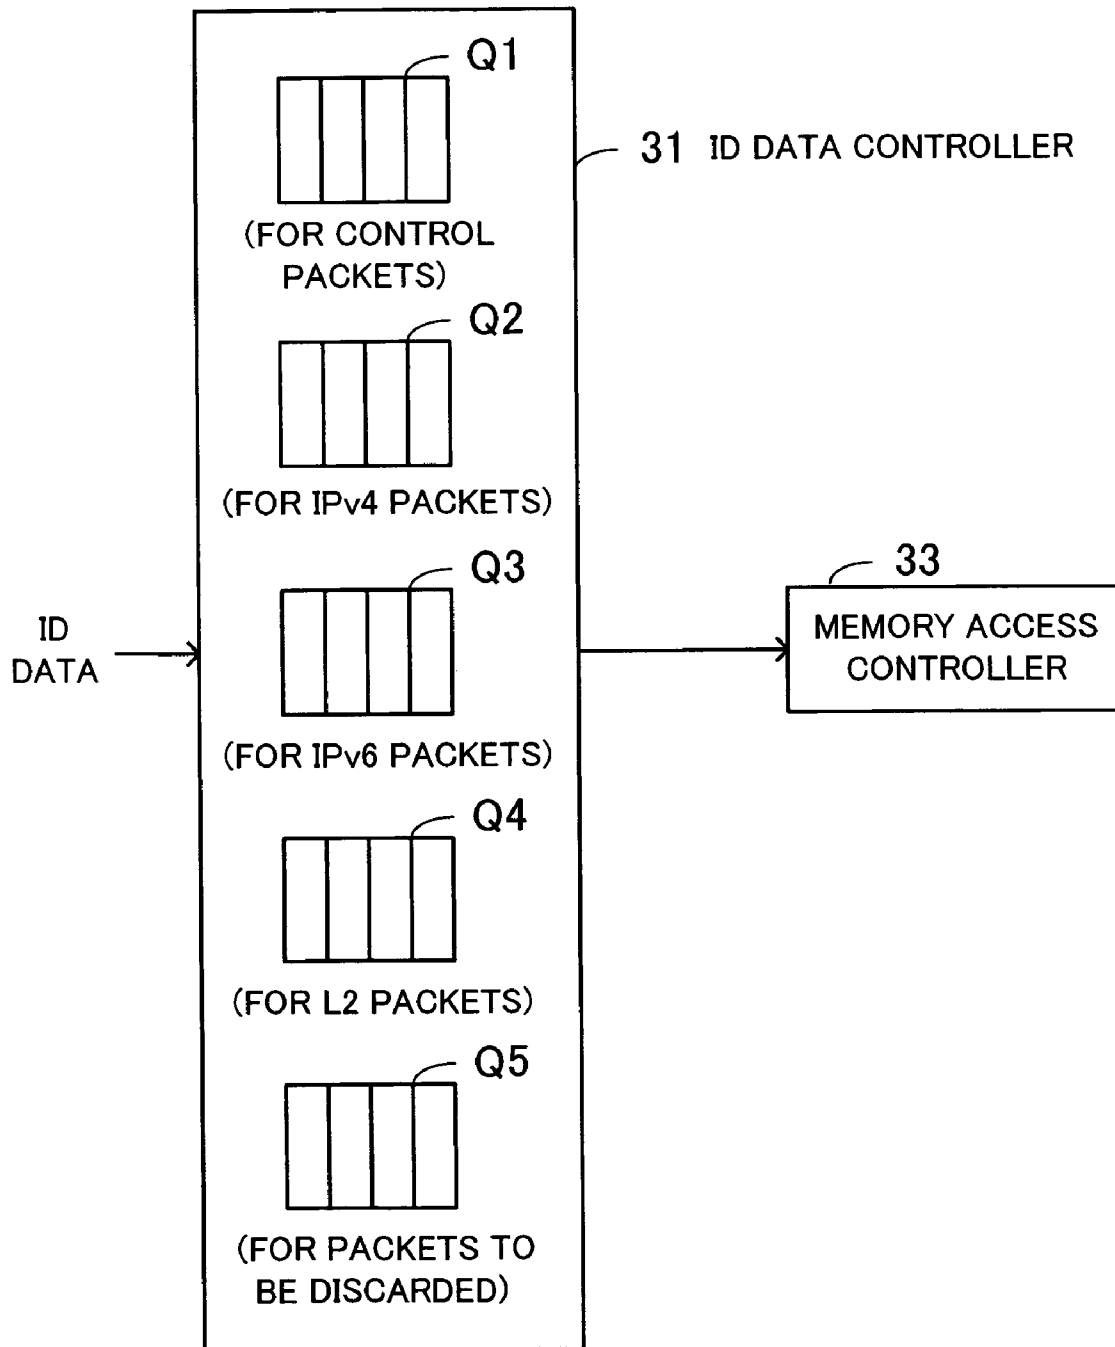 Q1
31 ID DATA CONTROLLER
(FOR CONTROL
PACKETS)
Q2
(FOR IPv4 PACKETS)
Q3
33
ID
DATA
MEMORY ACCESS
CONTROLLER
(FOR IPv6 PACKETS)
Q4
(FOR L2 PACKETS)
Q5
(FOR PACKETS TO
BE DISCARDED)